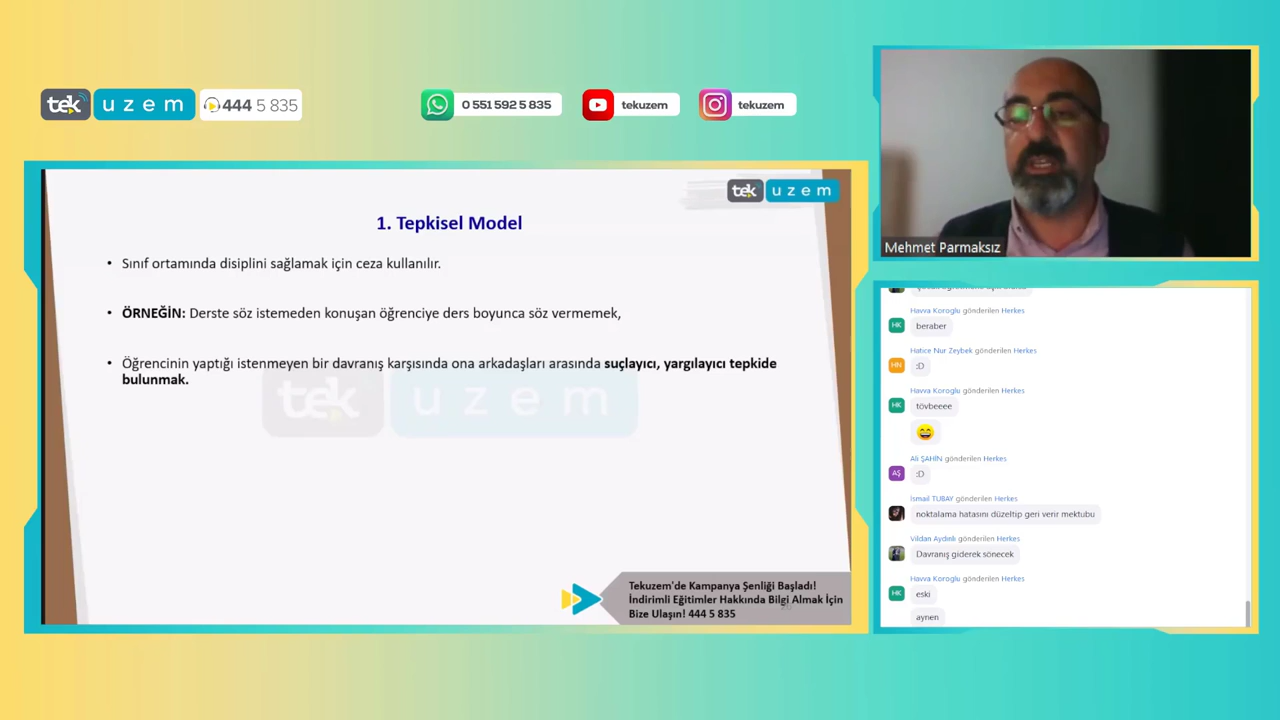 tek uzem 444 5 835
0 551 592 5 835
tekuzem
tekuzem
tek uzem
1. Tepkisel Model
• Sınıf ortamında disiplini sağlamak için ceza kullanılır.
• ÖRNEĞİN: Derste söz istemeden konuşan öğrenciye ders boyunca söz vermemek,
• Öğrencinin yaptığı istenmeyen bir davranış karşısında ona arkadaşları arasında suçlayıcı, yargılayıcı tepkide
bulunmak.
tek uzem
Tekuzem'de Kampanya Şenliği Başladı!
İndirimli Eğitimler Hakkında Bilgi Almak İçin
Bize Ulaşın! 444 5 835
Mehmet Parmaksız
Havva Koroglu gönderilen Herkes
HK beraber
Hatice Nur Zeybek gönderilen Herkes
HN :D
Havva Koroglu gönderilen Herkes
HK tövbeeee
Ali ŞAHİN gönderilen Herkes
AŞ :D
İsmail TUBAY gönderilen Herkes
noktalama hatasını düzeltip geri verir mektubu
Vildan Aydınlı gönderilen Herkes
Davranış giderek sönecek
Havva Koroglu gönderilen Herkes
HK eski
aynen